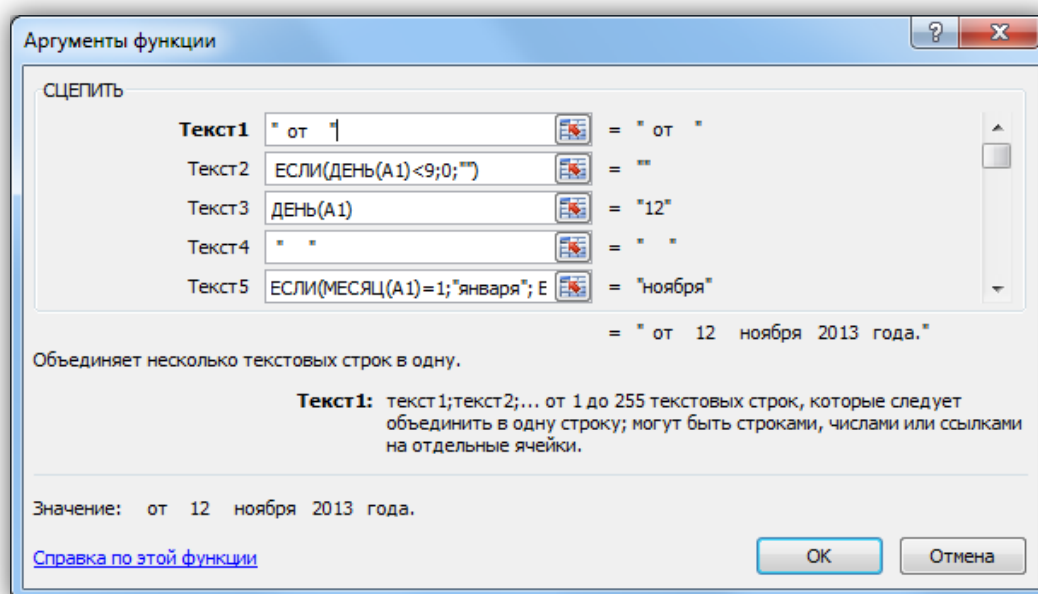 Аргументы функции
СЦЕПИТЬ
Текст1 " от  " = " от  "
Текст2 ЕСЛИ(ДЕНЬ(A1)<9;0;"") = ""
Текст3 ДЕНЬ(A1) = "12"
Текст4 "  " = "  "
Текст5 ЕСЛИ(МЕСЯЦ(A1)=1;"января"; Е = "ноября"
= " от  12  ноября  2013  года."
Объединяет несколько текстовых строк в одну.
Текст1: текст1;текст2;... от 1 до 255 текстовых строк, которые следует
объединить в одну строку; могут быть строками, числами или ссылками
на отдельные ячейки.
Значение:  от  12  ноября  2013  года.
Справка по этой функции
ОК
Отмена